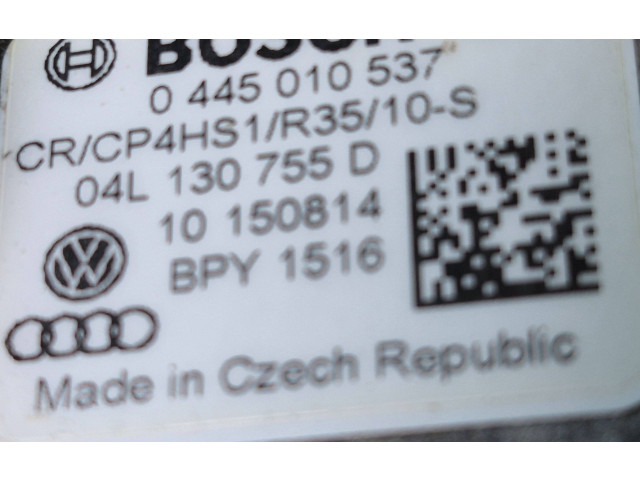 BOSCH
0 445 010 537
CR/CP4HS1/R35/10-S
04L 130 755 D
10 150814
BPY 1516
Made in Czech Republic